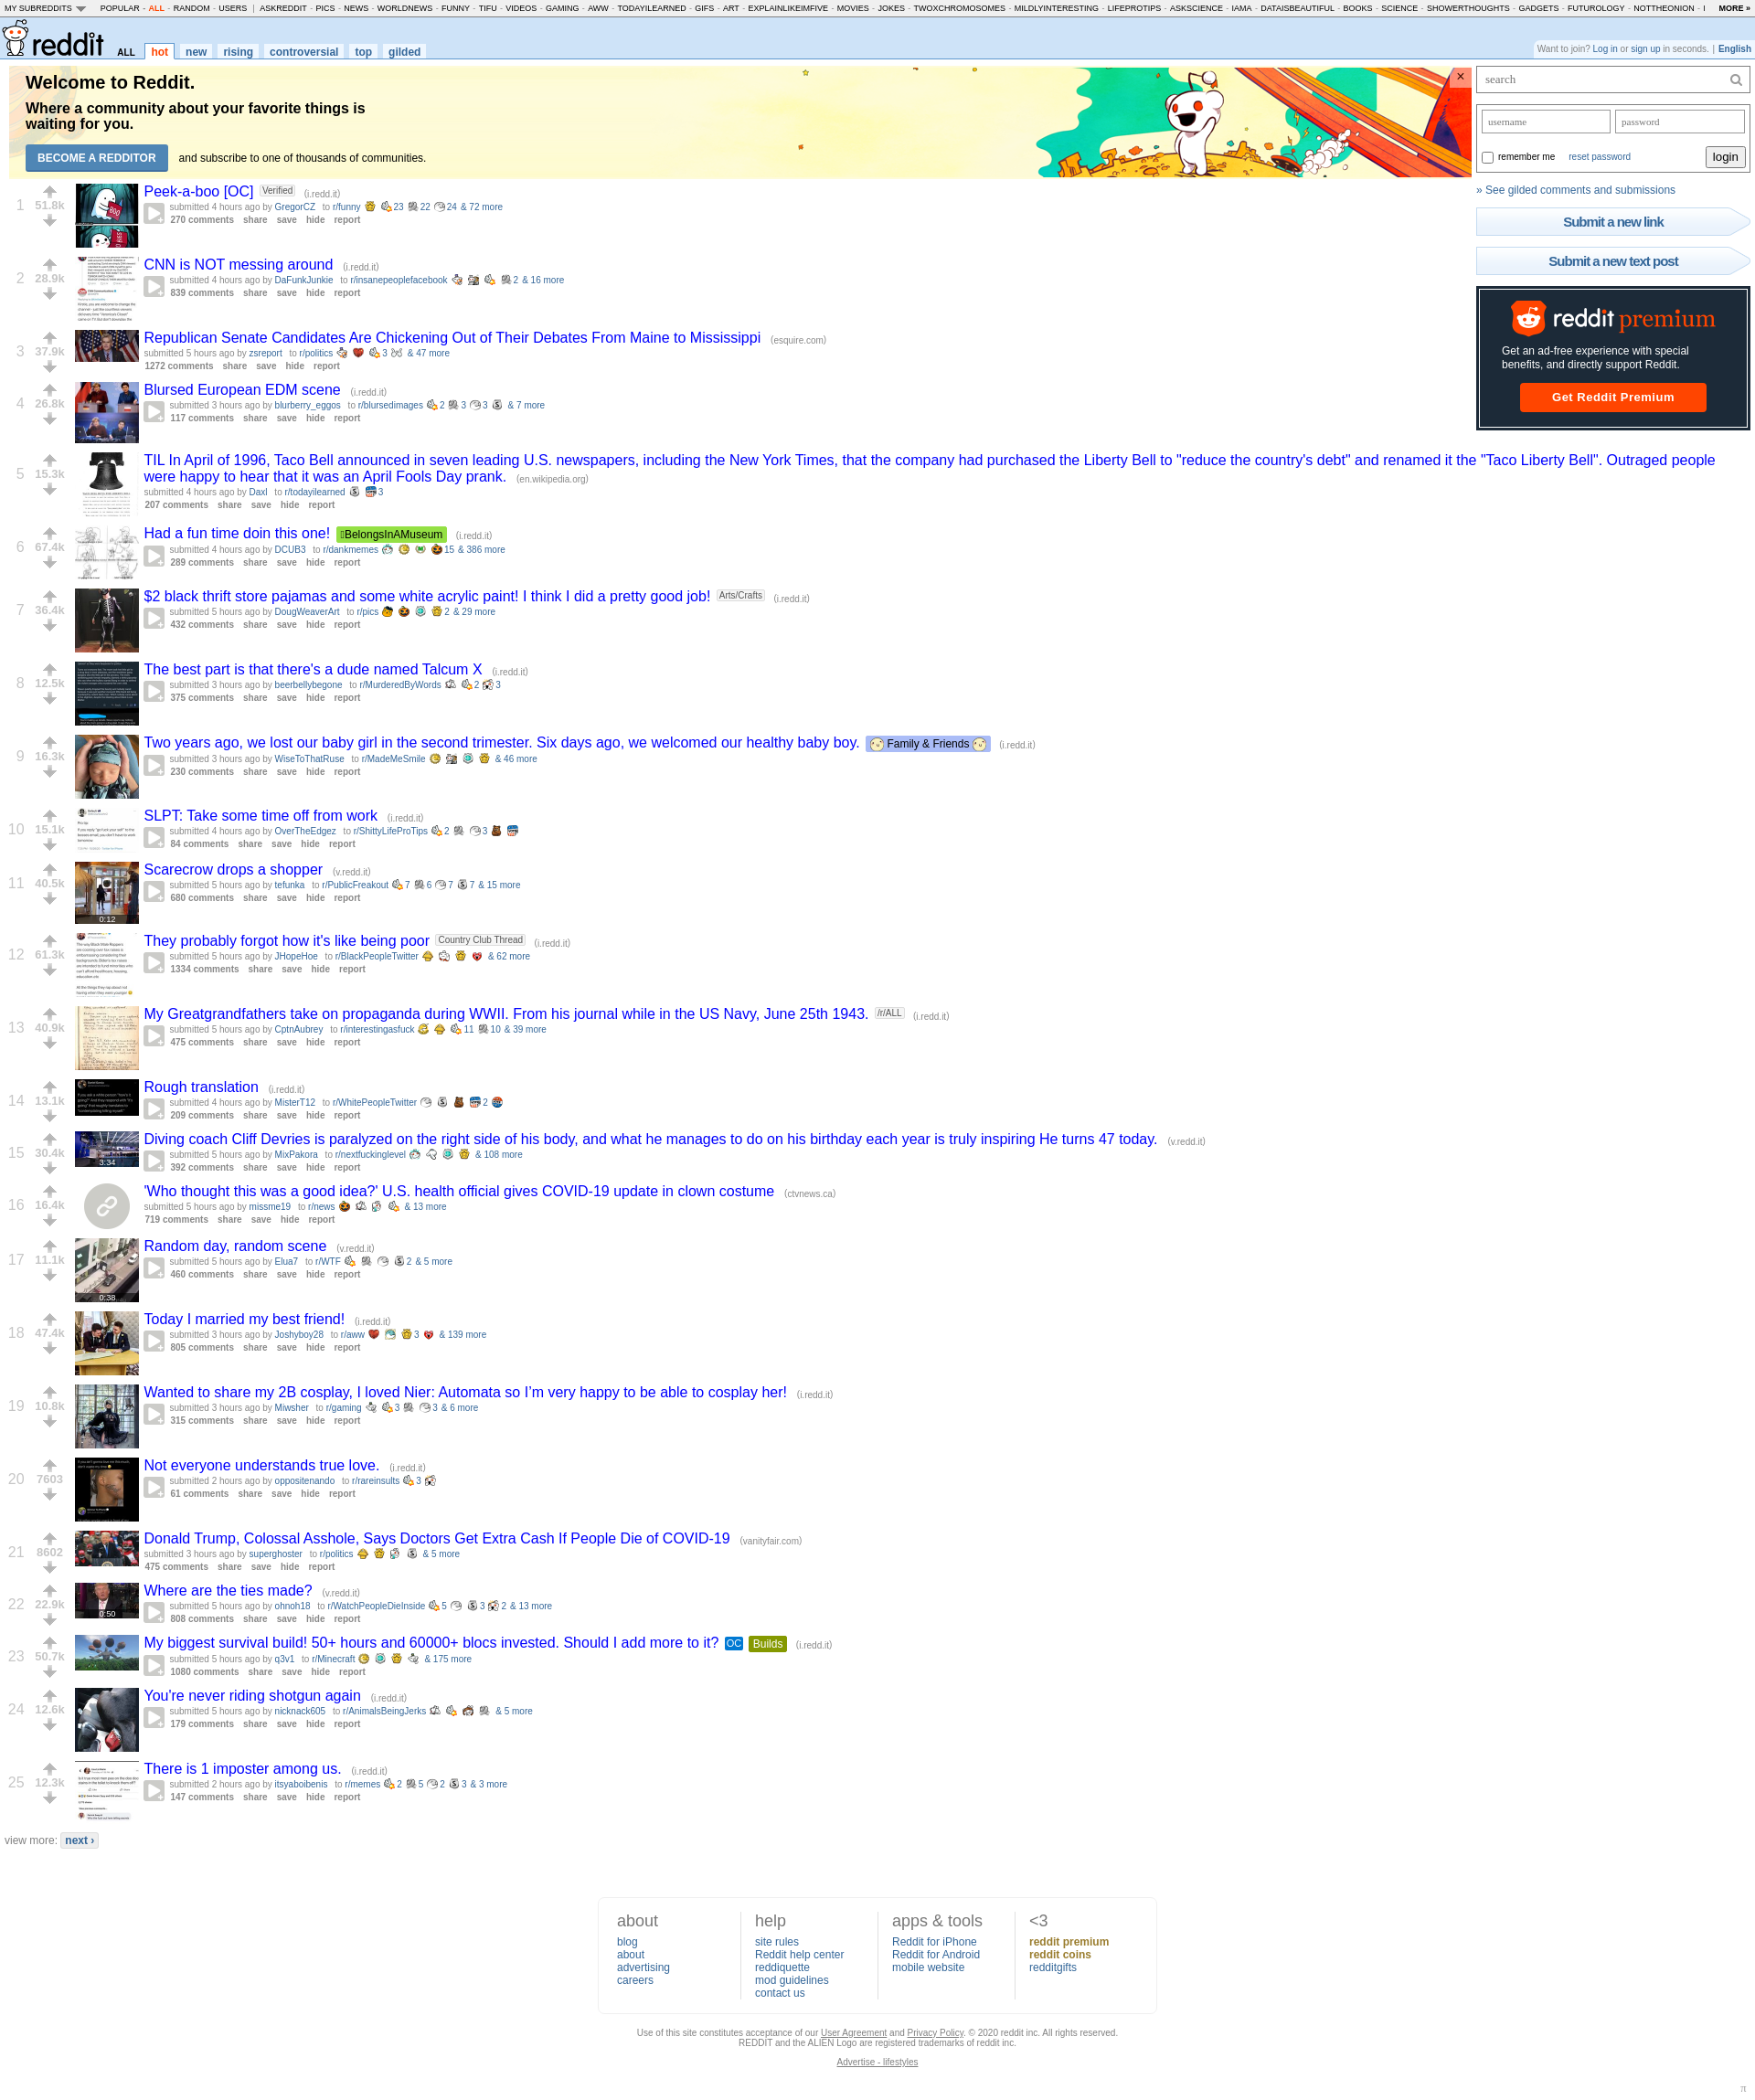 MY SUBREDDITS POPULAR - ALL - RANDOM - USERS | ASKREDDIT - PICS - NEWS - WORLDNEWS - FUNNY - TIFU - VIDEOS - GAMING - AWW - TODAYILEARNED - GIFS - ART - EXPLAINLIKEIMFIVE - MOVIES - JOKES - TWOXCHROMOSOMES - MILDLYINTERESTING - LIFEPROTIPS - ASKSCIENCE - IAMA - DATAISBEAUTIFUL - BOOKS - SCIENCE - SHOWERTHOUGHTS - GADGETS - FUTUROLOGY - NOTTHEONION - I MORE »
reddit ALL hot new rising controversial top gilded
Want to join? Log in or sign up in seconds. | English
Welcome to Reddit.
Where a community about your favorite things is
waiting for you.
BECOME A REDDITOR and subscribe to one of thousands of communities.
×
search
username password
remember me reset password login
» See gilded comments and submissions
Submit a new link
Submit a new text post
reddit premium
Get an ad-free experience with special
benefits, and directly support Reddit.
Get Reddit Premium
1 51.8k Peek-a-boo [OC] Verified (i.redd.it)
submitted 4 hours ago by GregorCZ to r/funny 23 22 24 & 72 more
270 comments share save hide report
2 28.9k CNN is NOT messing around (i.redd.it)
submitted 4 hours ago by DaFunkJunkie to r/insanepeoplefacebook 2 & 16 more
839 comments share save hide report
3 37.9k Republican Senate Candidates Are Chickening Out of Their Debates From Maine to Mississippi (esquire.com)
submitted 5 hours ago by zsreport to r/politics 3 & 47 more
1272 comments share save hide report
4 26.8k Blursed European EDM scene (i.redd.it)
submitted 3 hours ago by blurberry_eggos to r/blursedimages 2 3 3 & 7 more
117 comments share save hide report
5 15.3k TIL In April of 1996, Taco Bell announced in seven leading U.S. newspapers, including the New York Times, that the company had purchased the Liberty Bell to "reduce the country's debt" and renamed it the "Taco Liberty Bell". Outraged people
were happy to hear that it was an April Fools Day prank. (en.wikipedia.org)
submitted 4 hours ago by Daxl to r/todayilearned 3
207 comments share save hide report
6 67.4k Had a fun time doin this one! BelongsInAMuseum (i.redd.it)
submitted 4 hours ago by DCUB3 to r/dankmemes 15 & 386 more
289 comments share save hide report
7 36.4k $2 black thrift store pajamas and some white acrylic paint! I think I did a pretty good job! Arts/Crafts (i.redd.it)
submitted 5 hours ago by DougWeaverArt to r/pics 2 & 29 more
432 comments share save hide report
8 12.5k The best part is that there's a dude named Talcum X (i.redd.it)
submitted 3 hours ago by beerbellybegone to r/MurderedByWords 2 3
375 comments share save hide report
9 16.3k Two years ago, we lost our baby girl in the second trimester. Six days ago, we welcomed our healthy baby boy. Family & Friends (i.redd.it)
submitted 3 hours ago by WiseToThatRuse to r/MadeMeSmile & 46 more
230 comments share save hide report
10 15.1k SLPT: Take some time off from work (i.redd.it)
submitted 4 hours ago by OverTheEdgez to r/ShittyLifeProTips 2 3
84 comments share save hide report
11 40.5k Scarecrow drops a shopper (v.redd.it)
submitted 5 hours ago by tefunka to r/PublicFreakout 7 6 7 7 & 15 more
680 comments share save hide report
0:12
12 61.3k They probably forgot how it's like being poor Country Club Thread (i.redd.it)
submitted 5 hours ago by JHopeHoe to r/BlackPeopleTwitter & 62 more
1334 comments share save hide report
13 40.9k My Greatgrandfathers take on propaganda during WWII. From his journal while in the US Navy, June 25th 1943. /r/ALL (i.redd.it)
submitted 5 hours ago by CptnAubrey to r/interestingasfuck 11 10 & 39 more
475 comments share save hide report
14 13.1k Rough translation (i.redd.it)
submitted 4 hours ago by MisterT12 to r/WhitePeopleTwitter 2
209 comments share save hide report
15 30.4k Diving coach Cliff Devries is paralyzed on the right side of his body, and what he manages to do on his birthday each year is truly inspiring He turns 47 today. (v.redd.it)
submitted 5 hours ago by MixPakora to r/nextfuckinglevel & 108 more
3:34 392 comments share save hide report
16 16.4k 'Who thought this was a good idea?' U.S. health official gives COVID-19 update in clown costume (ctvnews.ca)
submitted 5 hours ago by missme19 to r/news & 13 more
719 comments share save hide report
17 11.1k Random day, random scene (v.redd.it)
submitted 5 hours ago by Elua7 to r/WTF 2 & 5 more
460 comments share save hide report
0:38
18 47.4k Today I married my best friend! (i.redd.it)
submitted 3 hours ago by Joshyboy28 to r/aww 3 & 139 more
805 comments share save hide report
19 10.8k Wanted to share my 2B cosplay, I loved Nier: Automata so I’m very happy to be able to cosplay her! (i.redd.it)
submitted 3 hours ago by Miwsher to r/gaming 3 3 & 6 more
315 comments share save hide report
20 7603 Not everyone understands true love. (i.redd.it)
submitted 2 hours ago by oppositenando to r/rareinsults 3
61 comments share save hide report
21 8602 Donald Trump, Colossal Asshole, Says Doctors Get Extra Cash If People Die of COVID-19 (vanityfair.com)
submitted 3 hours ago by superghoster to r/politics & 5 more
475 comments share save hide report
22 22.9k Where are the ties made? (v.redd.it)
submitted 5 hours ago by ohnoh18 to r/WatchPeopleDieInside 5 3 2 & 13 more
0:50 808 comments share save hide report
23 50.7k My biggest survival build! 50+ hours and 60000+ blocs invested. Should I add more to it? OC Builds (i.redd.it)
submitted 5 hours ago by q3v1 to r/Minecraft & 175 more
1080 comments share save hide report
24 12.6k You're never riding shotgun again (i.redd.it)
submitted 5 hours ago by nicknack605 to r/AnimalsBeingJerks & 5 more
179 comments share save hide report
25 12.3k There is 1 imposter among us. (i.redd.it)
submitted 2 hours ago by itsyaboibenis to r/memes 2 5 2 3 & 3 more
147 comments share save hide report
view more: next ›
about help apps & tools <3
blog site rules Reddit for iPhone reddit premium
about Reddit help center Reddit for Android reddit coins
advertising reddiquette mobile website redditgifts
careers mod guidelines
contact us
Use of this site constitutes acceptance of our User Agreement and Privacy Policy. © 2020 reddit inc. All rights reserved.
REDDIT and the ALIEN Logo are registered trademarks of reddit inc.
Advertise - lifestyles
π